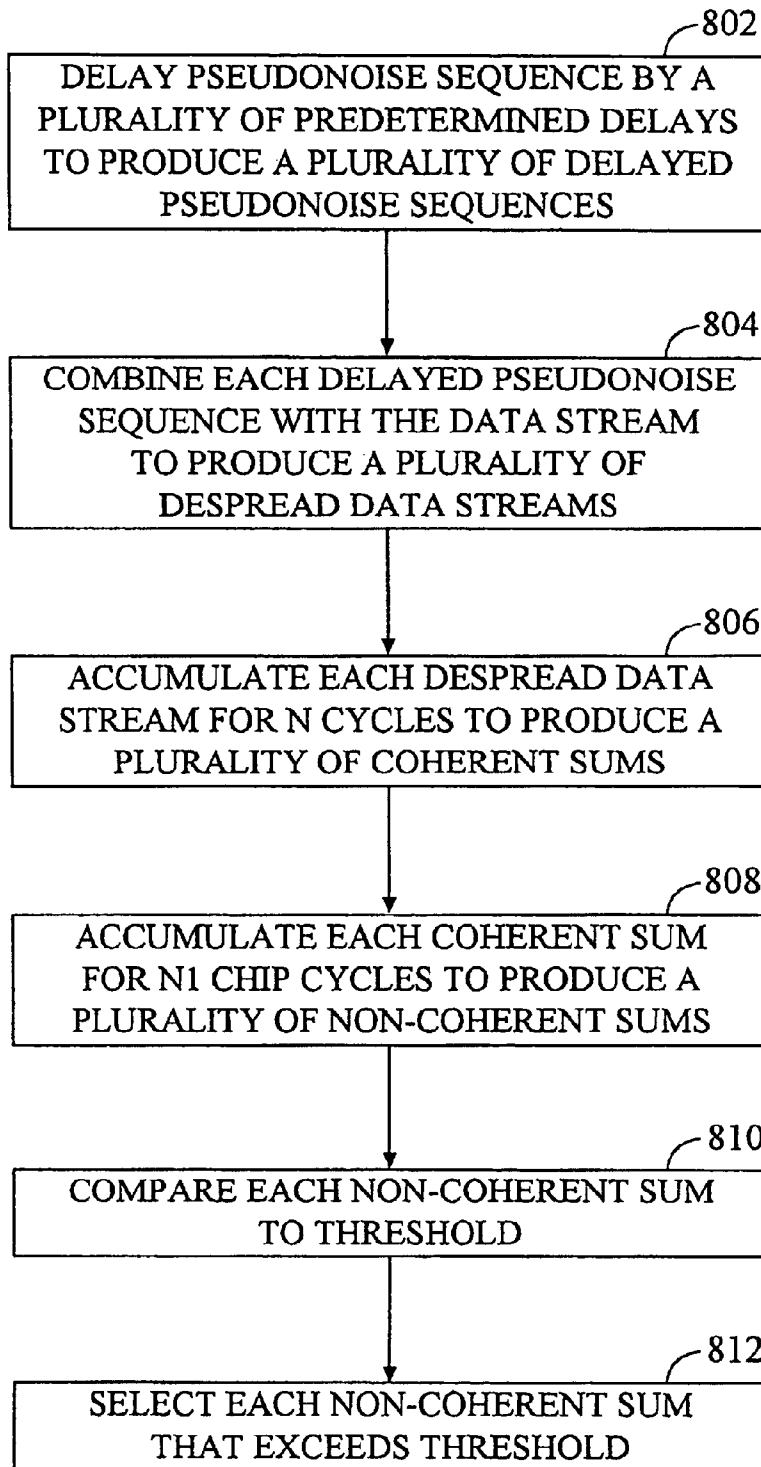 802
DELAY PSEUDONOISE SEQUENCE BY A
PLURALITY OF PREDETERMINED DELAYS
TO PRODUCE A PLURALITY OF DELAYED
PSEUDONOISE SEQUENCES
804
COMBINE EACH DELAYED PSEUDONOISE
SEQUENCE WITH THE DATA STREAM
TO PRODUCE A PLURALITY OF
DESPREAD DATA STREAMS
806
ACCUMULATE EACH DESPREAD DATA
STREAM FOR N CYCLES TO PRODUCE A
PLURALITY OF COHERENT SUMS
808
ACCUMULATE EACH COHERENT SUM
FOR N1 CHIP CYCLES TO PRODUCE A
PLURALITY OF NON-COHERENT SUMS
810
COMPARE EACH NON-COHERENT SUM
TO THRESHOLD
812
SELECT EACH NON-COHERENT SUM
THAT EXCEEDS THRESHOLD